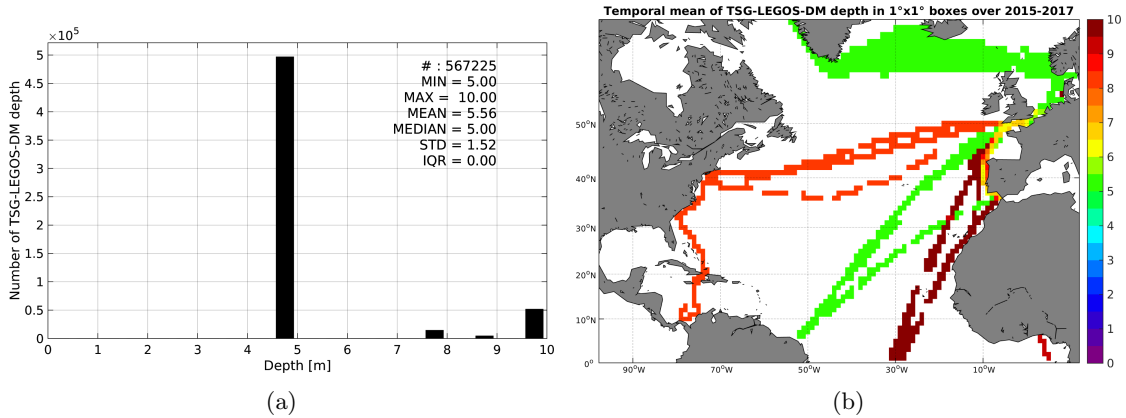 ×10⁵
5
4.5
4
3.5
3
2.5
2
1.5
1
0.5
0
Number of TSG-LEGOS-DM depth
# : 567225
MIN = 5.00
MAX = 10.00
MEAN = 5.56
MEDIAN = 5.00
STD = 1.52
IQR = 0.00
0 1 2 3 4 5 6 7 8 9 10
Depth [m]
(a)
Temporal mean of TSG-LEGOS-DM depth in 1°x1° boxes over 2015-2017
50°N
40°N
30°N
20°N
10°N
0°
90°W 70°W 50°W 30°W 10°W
10
9
8
7
6
5
4
3
2
1
0
(b)